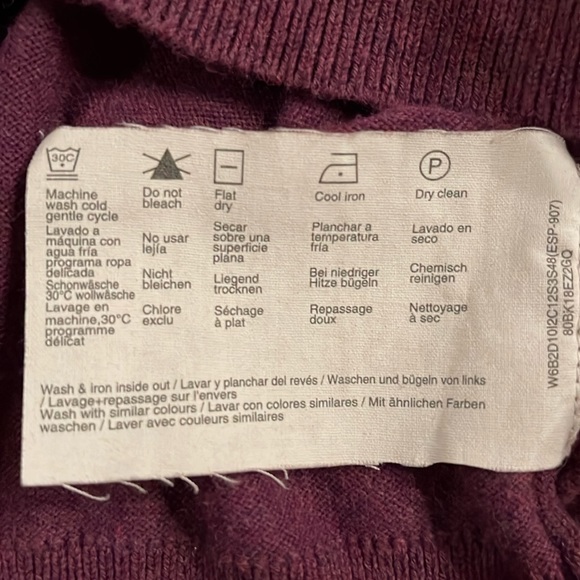 30C
Machine
wash cold
gentle cycle
Lavado a
máquina con
agua fría
programa ropa
delicada
Schonwäsche
30°C wollwäsche
Lavage en
machine,30°C
programme
délicat
Do not
bleach
No usar
lejía
Nicht
bleichen
Chlore
exclu
Flat
dry
Secar
sobre una
superficie
plana
Liegend
trocknen
Séchage
à plat
Cool iron
Planchar a
temperatura
fría
Bei niedriger
Hitze bügeln
Repassage
doux
P
Dry clean
Lavado en
seco
Chemisch
reinigen
Nettoyage
à sec
Wash & iron inside out / Lavar y planchar del revés / Waschen und bügeln von links
/ Lavage+repassage sur l'envers
Wash with similar colours / Lavar con colores similares / Mit ähnlichen Farben
waschen / Laver avec couleurs similaires
W6B2D10I2C12S3S48(ESP-907)
80BK18EZ2GQ